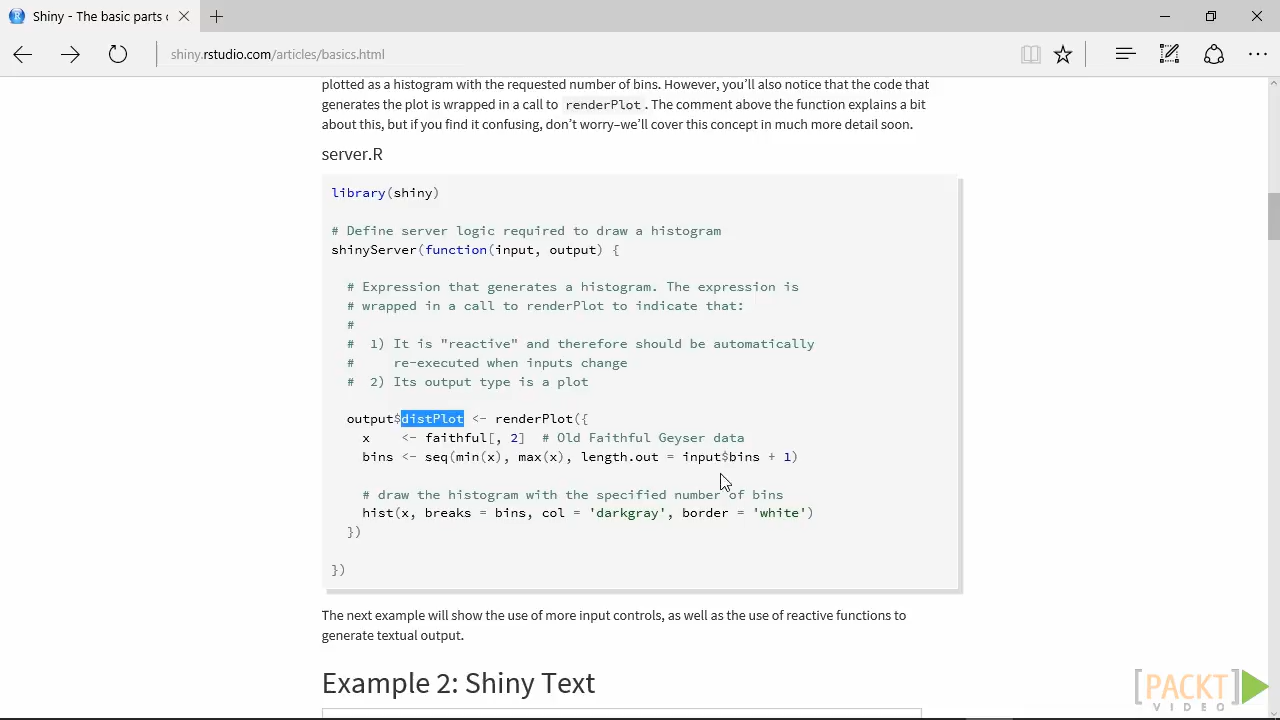 Shiny - The basic parts o
shiny.rstudio.com/articles/basics.html
plotted as a histogram with the requested number of bins. However, you'll also notice that the code that
generates the plot is wrapped in a call to renderPlot. The comment above the function explains a bit
about this, but if you find it confusing, don't worry–we'll cover this concept in much more detail soon.
server.R
library(shiny)
# Define server logic required to draw a histogram
shinyServer(function(input, output) {
# Expression that generates a histogram. The expression is
# wrapped in a call to renderPlot to indicate that:
#
#  1) It is "reactive" and therefore should be automatically
#     re-executed when inputs change
#  2) Its output type is a plot
output$distPlot <- renderPlot({
x    <- faithful[, 2]  # Old Faithful Geyser data
bins <- seq(min(x), max(x), length.out = input$bins + 1)
# draw the histogram with the specified number of bins
hist(x, breaks = bins, col = 'darkgray', border = 'white')
})
})
The next example will show the use of more input controls, as well as the use of reactive functions to
generate textual output.
Example 2: Shiny Text
[PACKT]
VIDEO